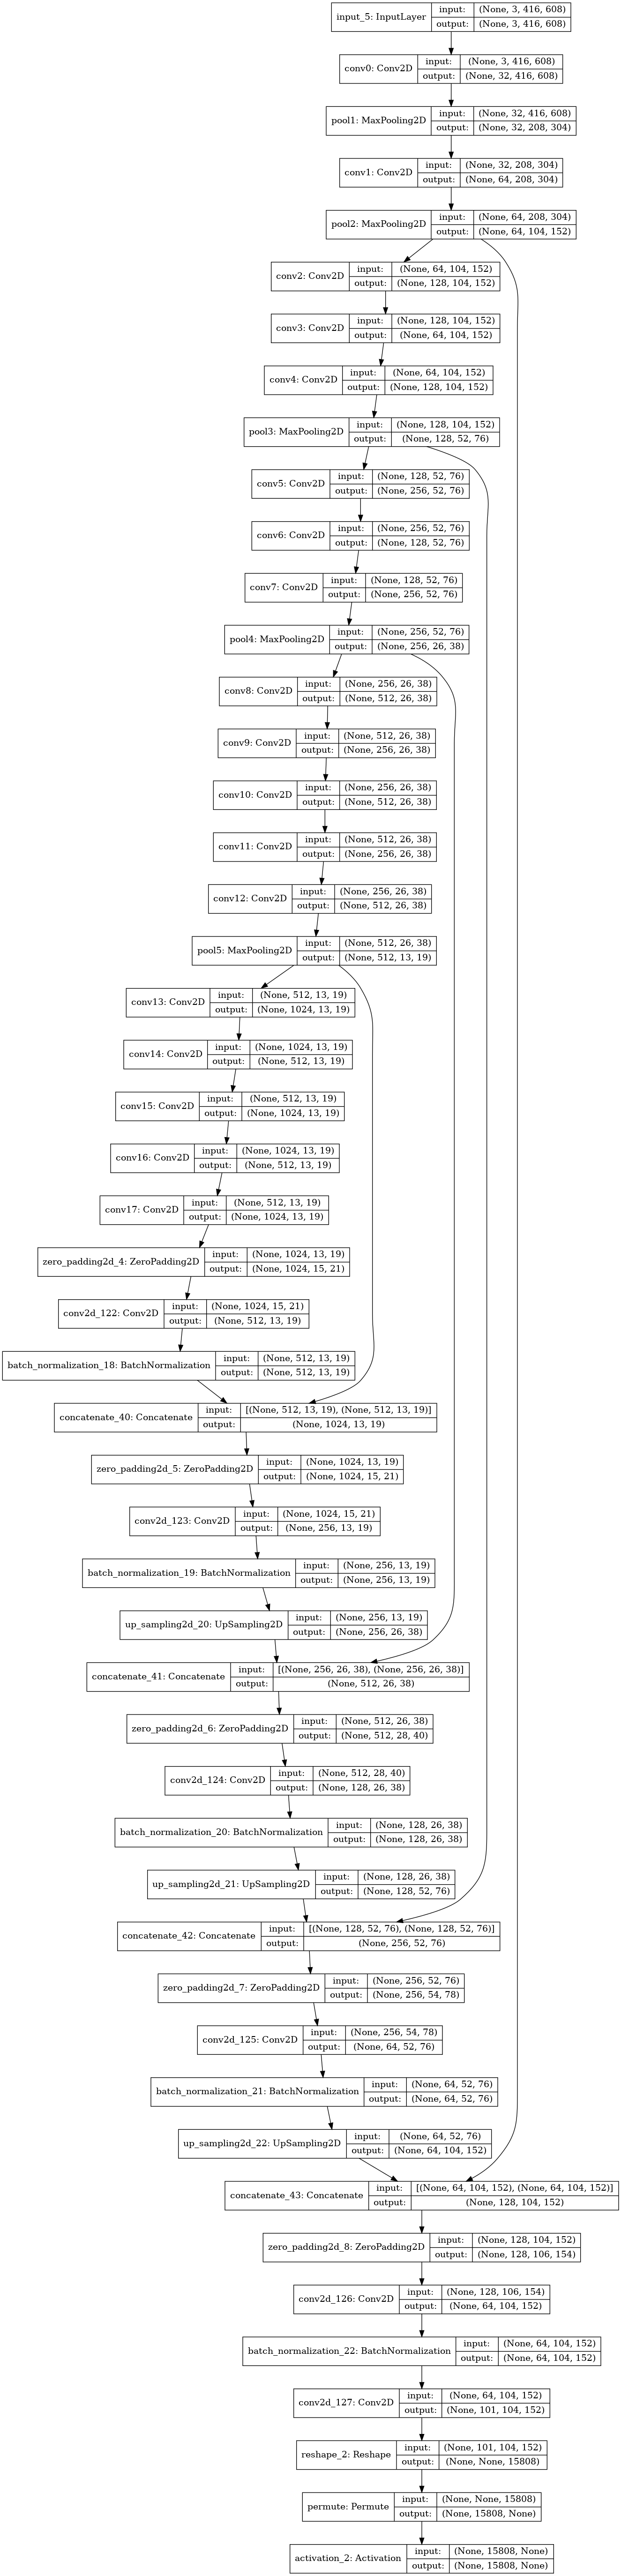 input_5: InputLayer
input: (None, 3, 416, 608)
output: (None, 3, 416, 608)
conv0: Conv2D
input: (None, 3, 416, 608)
output: (None, 32, 416, 608)
pool1: MaxPooling2D
input: (None, 32, 416, 608)
output: (None, 32, 208, 304)
conv1: Conv2D
input: (None, 32, 208, 304)
output: (None, 64, 208, 304)
pool2: MaxPooling2D
input: (None, 64, 208, 304)
output: (None, 64, 104, 152)
conv2: Conv2D
input: (None, 64, 104, 152)
output: (None, 128, 104, 152)
conv3: Conv2D
input: (None, 128, 104, 152)
output: (None, 64, 104, 152)
conv4: Conv2D
input: (None, 64, 104, 152)
output: (None, 128, 104, 152)
pool3: MaxPooling2D
input: (None, 128, 104, 152)
output: (None, 128, 52, 76)
conv5: Conv2D
input: (None, 128, 52, 76)
output: (None, 256, 52, 76)
conv6: Conv2D
input: (None, 256, 52, 76)
output: (None, 128, 52, 76)
conv7: Conv2D
input: (None, 128, 52, 76)
output: (None, 256, 52, 76)
pool4: MaxPooling2D
input: (None, 256, 52, 76)
output: (None, 256, 26, 38)
conv8: Conv2D
input: (None, 256, 26, 38)
output: (None, 512, 26, 38)
conv9: Conv2D
input: (None, 512, 26, 38)
output: (None, 256, 26, 38)
conv10: Conv2D
input: (None, 256, 26, 38)
output: (None, 512, 26, 38)
conv11: Conv2D
input: (None, 512, 26, 38)
output: (None, 256, 26, 38)
conv12: Conv2D
input: (None, 256, 26, 38)
output: (None, 512, 26, 38)
pool5: MaxPooling2D
input: (None, 512, 26, 38)
output: (None, 512, 13, 19)
conv13: Conv2D
input: (None, 512, 13, 19)
output: (None, 1024, 13, 19)
conv14: Conv2D
input: (None, 1024, 13, 19)
output: (None, 512, 13, 19)
conv15: Conv2D
input: (None, 512, 13, 19)
output: (None, 1024, 13, 19)
conv16: Conv2D
input: (None, 1024, 13, 19)
output: (None, 512, 13, 19)
conv17: Conv2D
input: (None, 512, 13, 19)
output: (None, 1024, 13, 19)
zero_padding2d_4: ZeroPadding2D
input: (None, 1024, 13, 19)
output: (None, 1024, 15, 21)
conv2d_122: Conv2D
input: (None, 1024, 15, 21)
output: (None, 512, 13, 19)
batch_normalization_18: BatchNormalization
input: (None, 512, 13, 19)
output: (None, 512, 13, 19)
concatenate_40: Concatenate
input: [(None, 512, 13, 19), (None, 512, 13, 19)]
output: (None, 1024, 13, 19)
zero_padding2d_5: ZeroPadding2D
input: (None, 1024, 13, 19)
output: (None, 1024, 15, 21)
conv2d_123: Conv2D
input: (None, 1024, 15, 21)
output: (None, 256, 13, 19)
batch_normalization_19: BatchNormalization
input: (None, 256, 13, 19)
output: (None, 256, 13, 19)
up_sampling2d_20: UpSampling2D
input: (None, 256, 13, 19)
output: (None, 256, 26, 38)
concatenate_41: Concatenate
input: [(None, 256, 26, 38), (None, 256, 26, 38)]
output: (None, 512, 26, 38)
zero_padding2d_6: ZeroPadding2D
input: (None, 512, 26, 38)
output: (None, 512, 28, 40)
conv2d_124: Conv2D
input: (None, 512, 28, 40)
output: (None, 128, 26, 38)
batch_normalization_20: BatchNormalization
input: (None, 128, 26, 38)
output: (None, 128, 26, 38)
up_sampling2d_21: UpSampling2D
input: (None, 128, 26, 38)
output: (None, 128, 52, 76)
concatenate_42: Concatenate
input: [(None, 128, 52, 76), (None, 128, 52, 76)]
output: (None, 256, 52, 76)
zero_padding2d_7: ZeroPadding2D
input: (None, 256, 52, 76)
output: (None, 256, 54, 78)
conv2d_125: Conv2D
input: (None, 256, 54, 78)
output: (None, 64, 52, 76)
batch_normalization_21: BatchNormalization
input: (None, 64, 52, 76)
output: (None, 64, 52, 76)
up_sampling2d_22: UpSampling2D
input: (None, 64, 52, 76)
output: (None, 64, 104, 152)
concatenate_43: Concatenate
input: [(None, 64, 104, 152), (None, 64, 104, 152)]
output: (None, 128, 104, 152)
zero_padding2d_8: ZeroPadding2D
input: (None, 128, 104, 152)
output: (None, 128, 106, 154)
conv2d_126: Conv2D
input: (None, 128, 106, 154)
output: (None, 64, 104, 152)
batch_normalization_22: BatchNormalization
input: (None, 64, 104, 152)
output: (None, 64, 104, 152)
conv2d_127: Conv2D
input: (None, 64, 104, 152)
output: (None, 101, 104, 152)
reshape_2: Reshape
input: (None, 101, 104, 152)
output: (None, None, 15808)
permute: Permute
input: (None, None, 15808)
output: (None, 15808, None)
activation_2: Activation
input: (None, 15808, None)
output: (None, 15808, None)